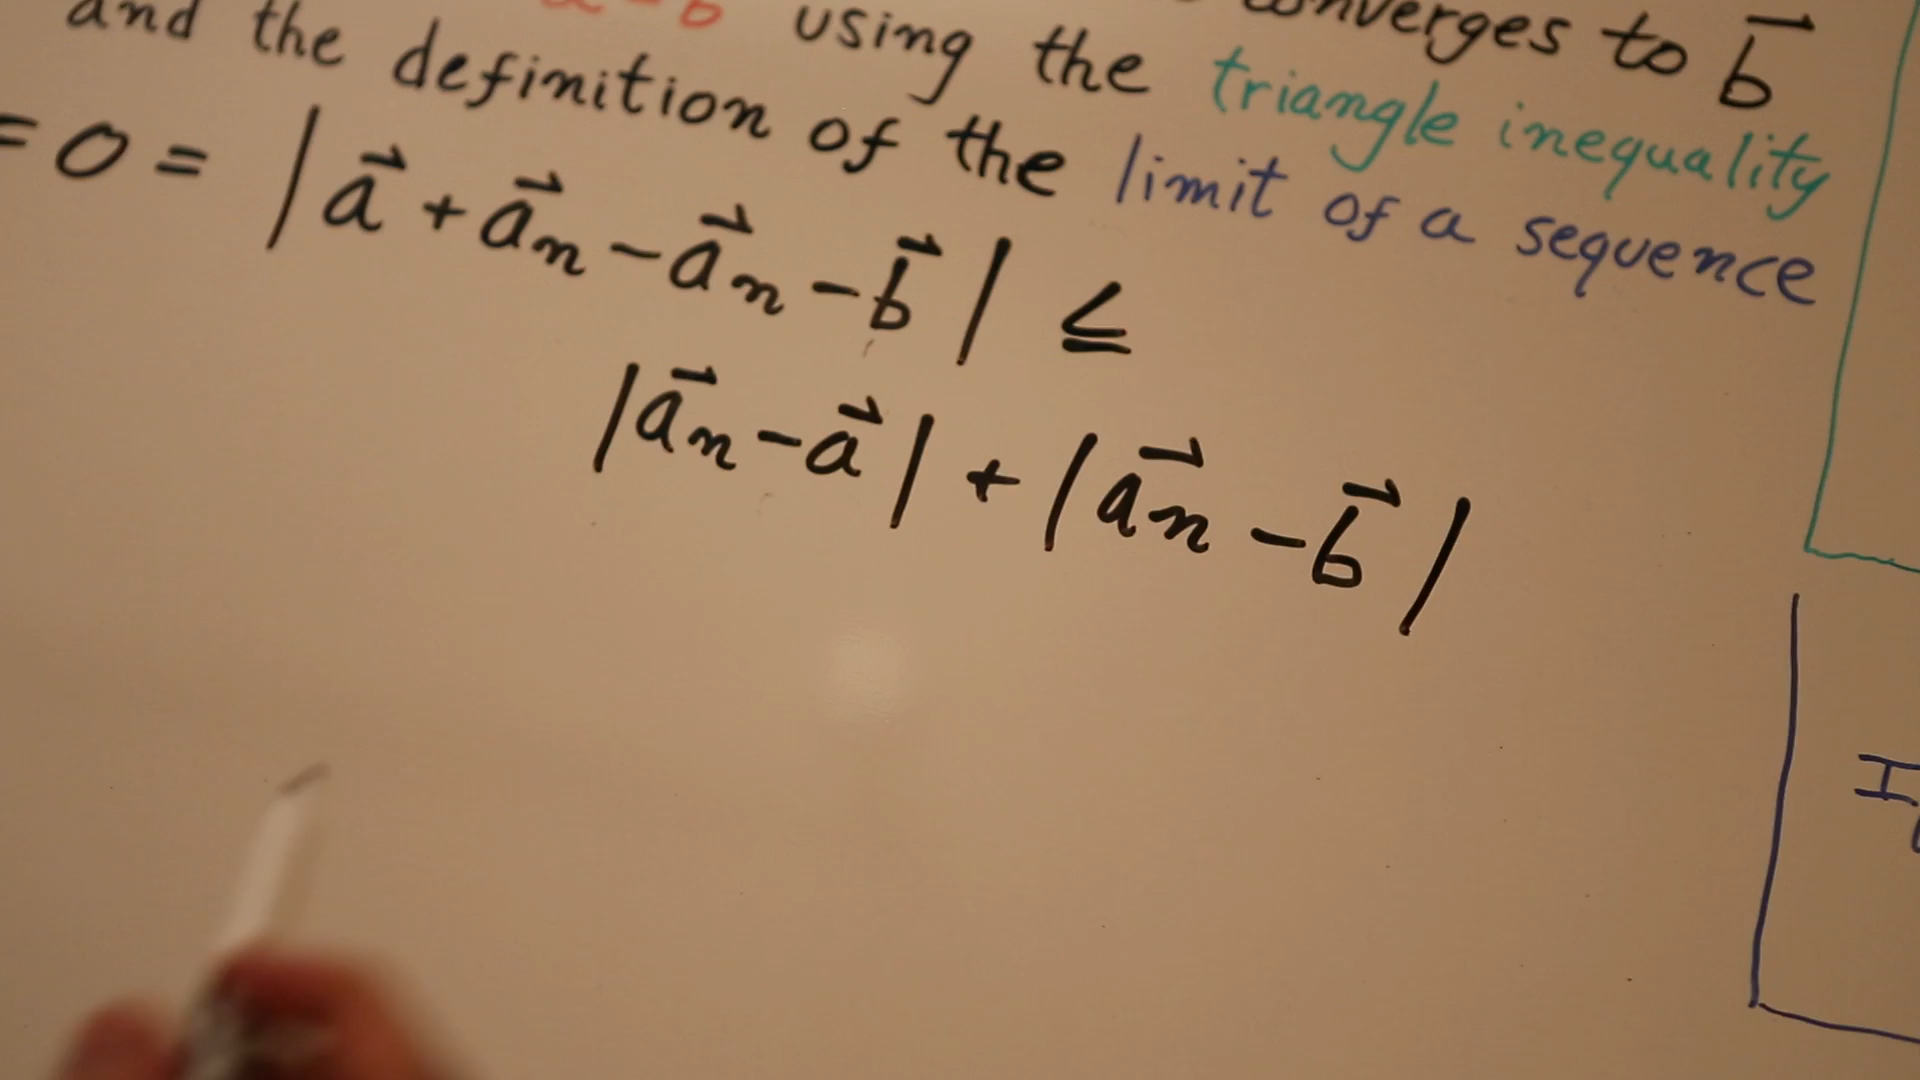 converges to b⃗
a = b using the triangle inequality
and the definition of the limit of a sequence
= 0 = |a⃗ + a⃗n − a⃗n − b⃗| ≤
|a⃗n − a⃗| + |a⃗n − b⃗|